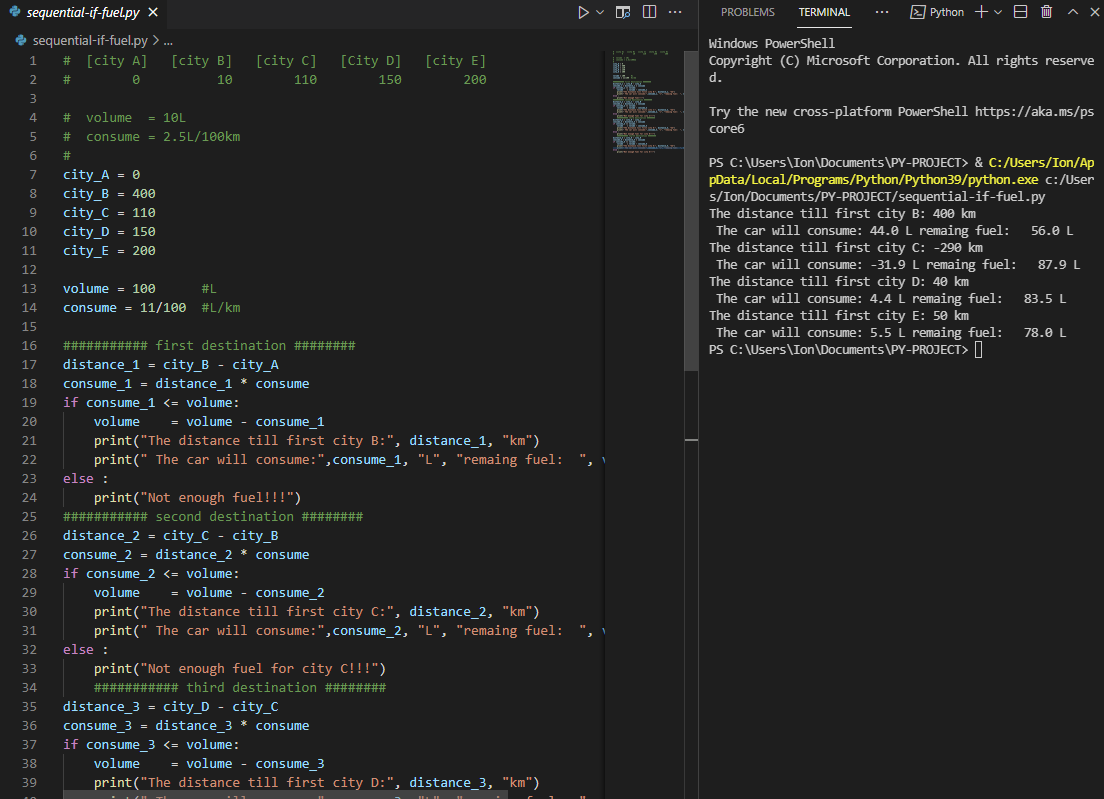 sequential-if-fuel.py
sequential-if-fuel.py > ...
1 #  [city A]   [city B]   [city C]   [City D]   [city E]
2 #        0          10        110        150        200
3
4 #  volume  = 10L
5 #  consume = 2.5L/100km
6 #
7 city_A = 0
8 city_B = 400
9 city_C = 110
10 city_D = 150
11 city_E = 200
12
13 volume = 100      #L
14 consume = 11/100  #L/km
15
16 ########### first destination ########
17 distance_1 = city_B - city_A
18 consume_1 = distance_1 * consume
19 if consume_1 <= volume:
20     volume    = volume - consume_1
21     print("The distance till first city B:", distance_1, "km")
22     print(" The car will consume:",consume_1, "L", "remaing fuel:  ",
23 else :
24     print("Not enough fuel!!!")
25 ########### second destination ########
26 distance_2 = city_C - city_B
27 consume_2 = distance_2 * consume
28 if consume_2 <= volume:
29     volume    = volume - consume_2
30     print("The distance till first city C:", distance_2, "km")
31     print(" The car will consume:",consume_2, "L", "remaing fuel:  ",
32 else :
33     print("Not enough fuel for city C!!!")
34     ########### third destination ########
35 distance_3 = city_D - city_C
36 consume_3 = distance_3 * consume
37 if consume_3 <= volume:
38     volume    = volume - consume_3
39     print("The distance till first city D:", distance_3, "km")
PROBLEMS TERMINAL ... Python
Windows PowerShell
Copyright (C) Microsoft Corporation. All rights reserve
d.
Try the new cross-platform PowerShell https://aka.ms/ps
core6
PS C:\Users\Ion\Documents\PY-PROJECT> & C:/Users/Ion/Ap
pData/Local/Programs/Python/Python39/python.exe c:/User
s/Ion/Documents/PY-PROJECT/sequential-if-fuel.py
The distance till first city B: 400 km
 The car will consume: 44.0 L remaing fuel:   56.0 L
The distance till first city C: -290 km
 The car will consume: -31.9 L remaing fuel:   87.9 L
The distance till first city D: 40 km
 The car will consume: 4.4 L remaing fuel:   83.5 L
The distance till first city E: 50 km
 The car will consume: 5.5 L remaing fuel:   78.0 L
PS C:\Users\Ion\Documents\PY-PROJECT>